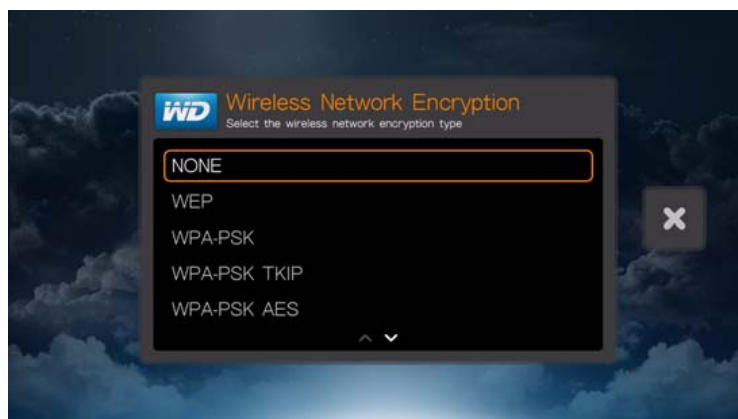 WD
Wireless Network Encryption
Select the wireless network encryption type
NONE
WEP
WPA-PSK
WPA-PSK TKIP
WPA-PSK AES